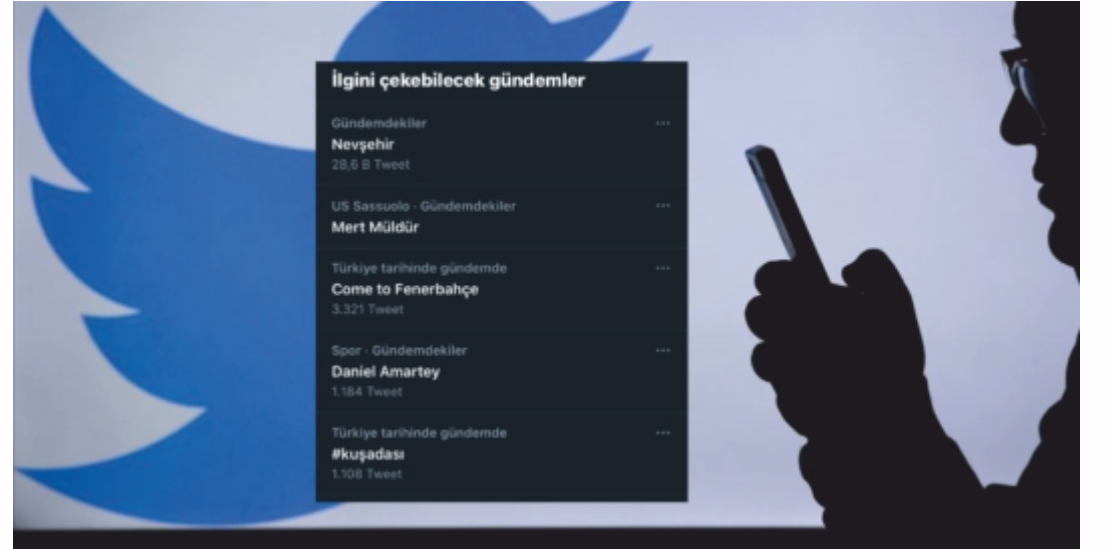 İlgini çekebilecek gündemler
Gündemdekiler
Nevşehir
28,6 B Tweet
US Sassuolo · Gündemdekiler
Mert Müldür
Türkiye tarihinde gündemde
Come to Fenerbahçe
3.321 Tweet
Spor · Gündemdekiler
Daniel Amartey
1.184 Tweet
Türkiye tarihinde gündemde
#kuşadası
1.108 Tweet